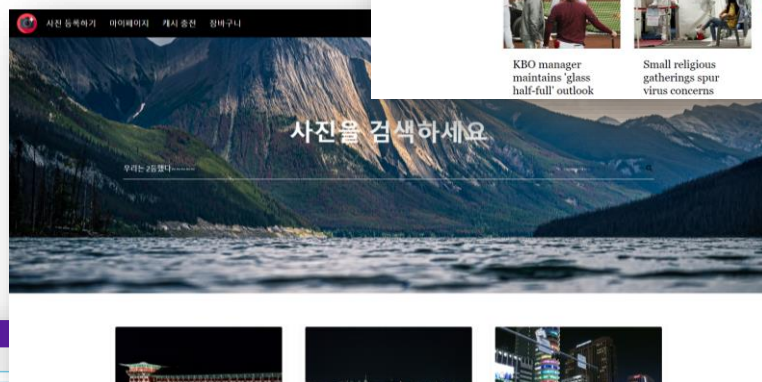 사진 등록하기 마이페이지 캐시 충전 장바구니
KBO manager
maintains 'glass
half-full' outlook
Small religious
gatherings spur
virus concerns
사진을 검색하세요
우리는 2등했다~~~~~